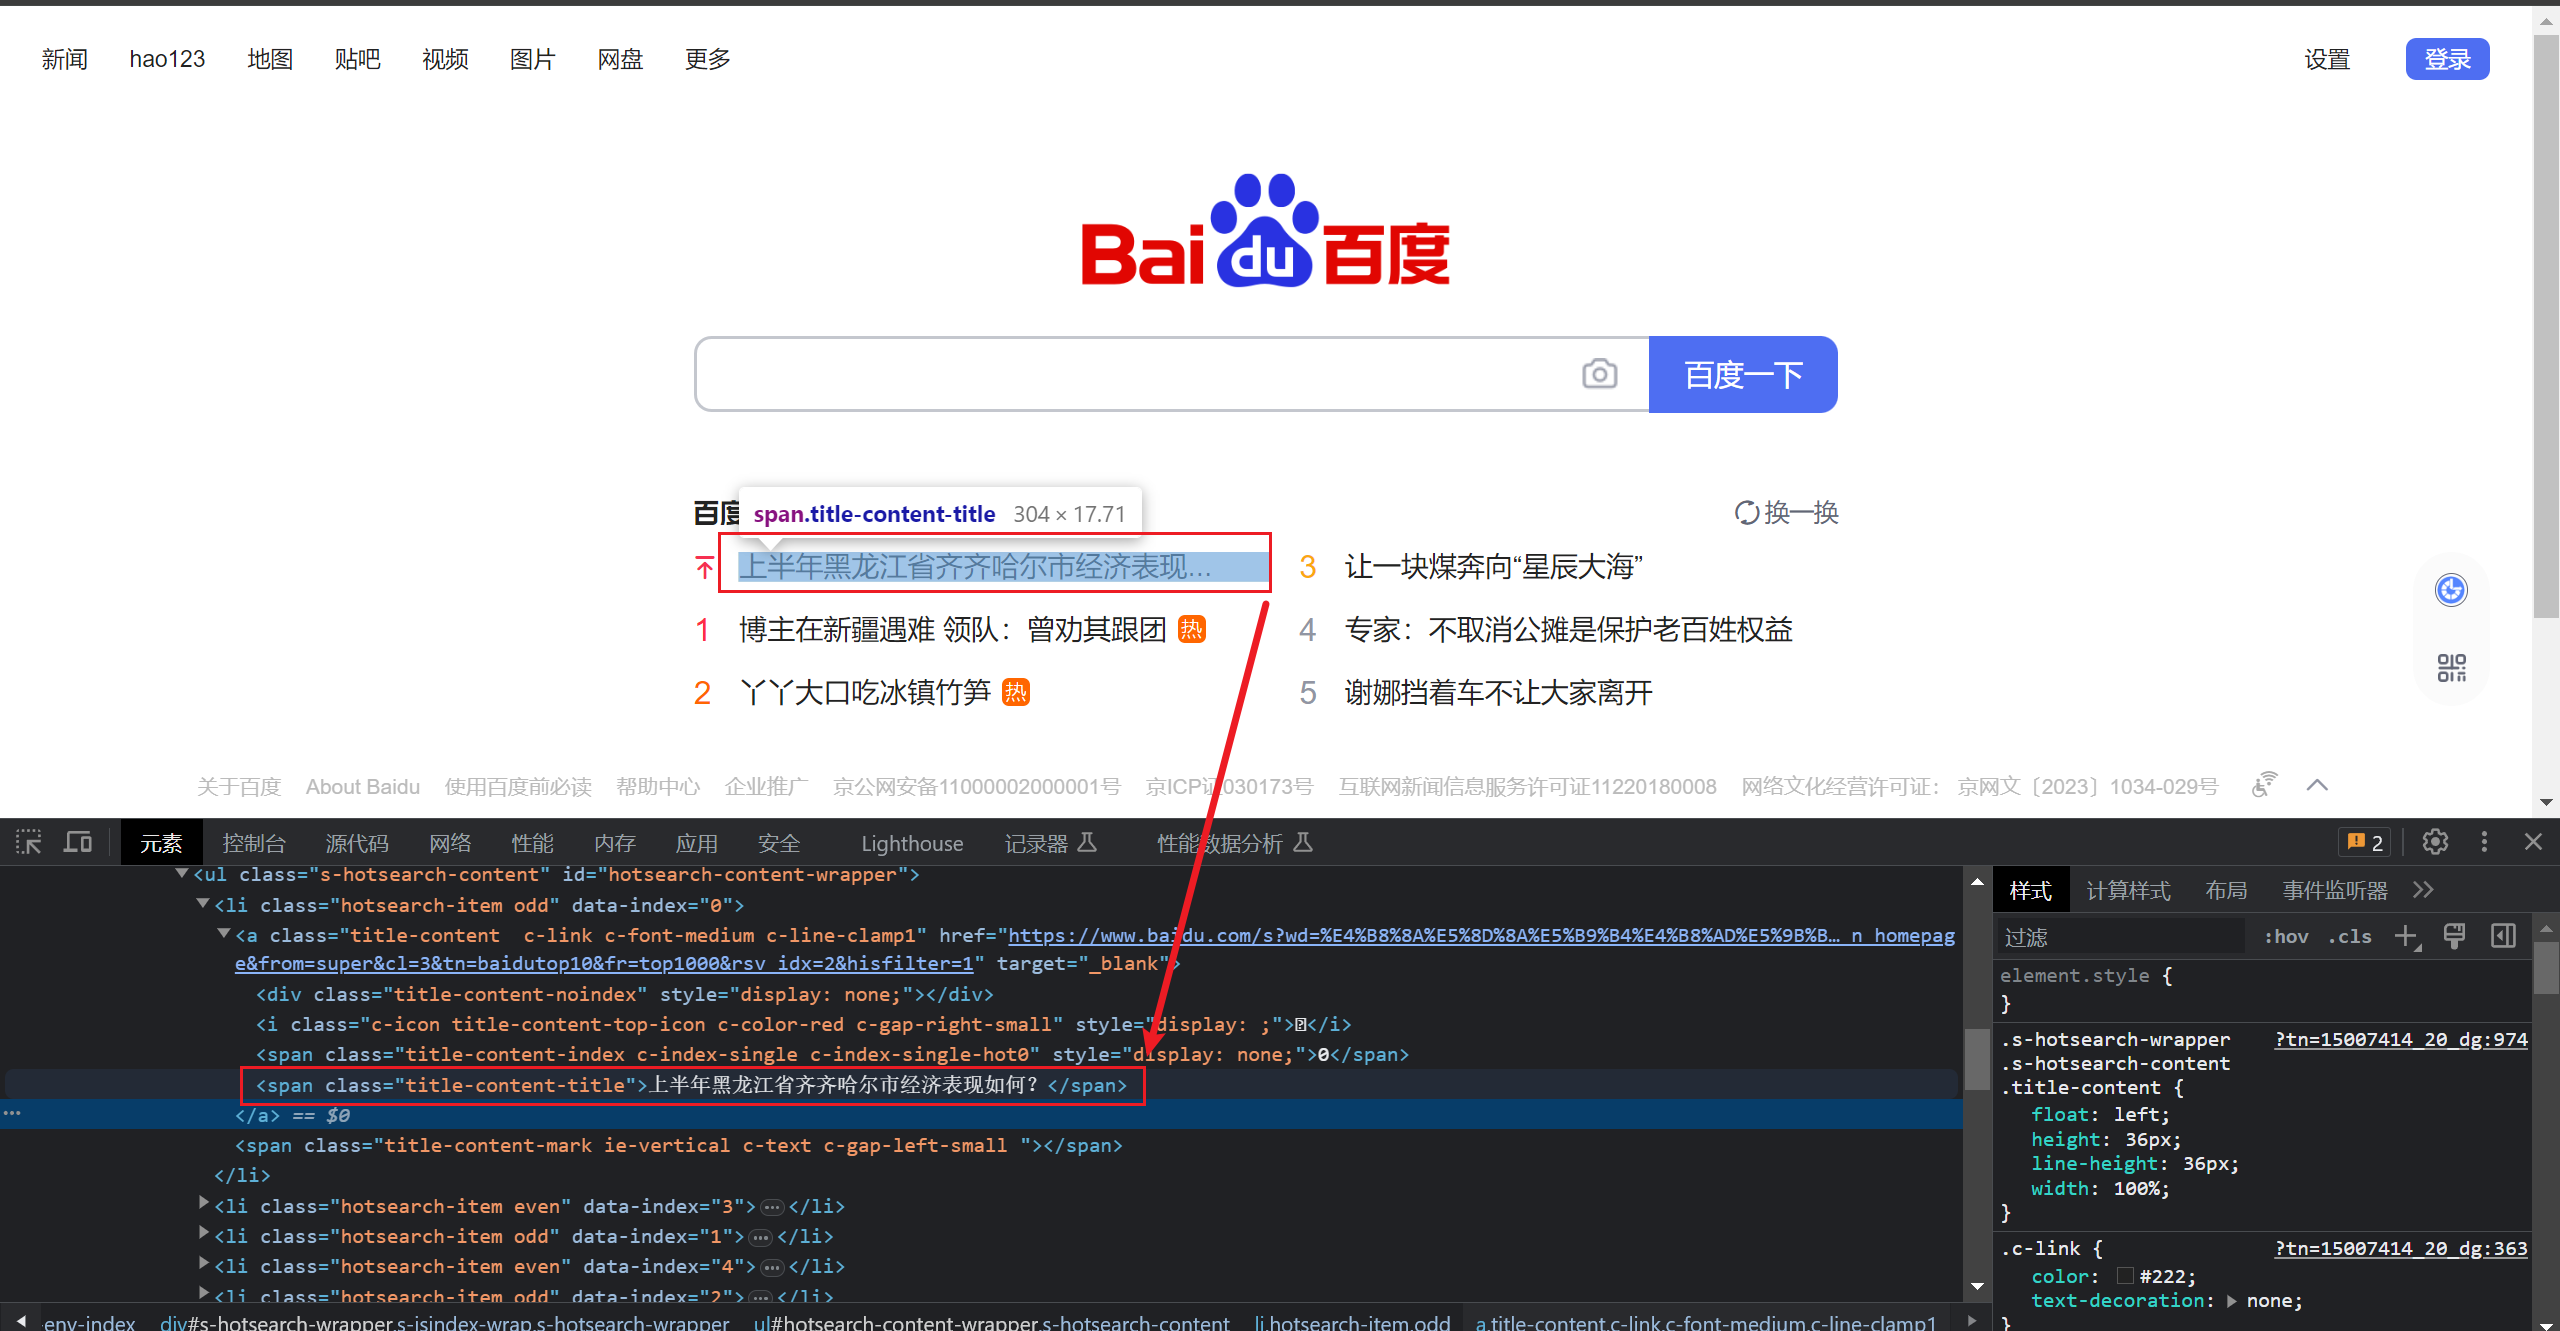 新闻 hao123 地图 贴吧 视频 图片 网盘 更多 设置 登录
Bai du 百度
百度一下
百度
span.title-content-title 304 × 17.71
换一换
上半年黑龙江省齐齐哈尔市经济表现...
3 让一块煤奔向“星辰大海”
1 博主在新疆遇难 领队：曾劝其跟团 热
4 专家：不取消公摊是保护老百姓权益
2 丫丫大口吃冰镇竹笋 热
5 谢娜挡着车不让大家离开
关于百度 About Baidu 使用百度前必读 帮助中心 企业推广 京公网安备11000002000001号 京ICP证030173号 互联网新闻信息服务许可证11220180008 网络文化经营许可证： 京网文〔2023〕1034-029号
元素 控制台 源代码 网络 性能 内存 应用 安全 Lighthouse 记录器 性能数据分析 2
<ul class="s-hotsearch-content" id="hotsearch-content-wrapper">
<li class="hotsearch-item odd" data-index="0">
<a class="title-content  c-link c-font-medium c-line-clamp1" href="https://www.baidu.com/s?wd=%E4%B8%8A%E5%8D%8A%E5%B9%B4%E4%B8%AD%E5%9B%B… n_homepag
e&from=super&cl=3&tn=baidutop10&fr=top1000&rsv_idx=2&hisfilter=1" target="_blank">
<div class="title-content-noindex" style="display: none;"></div>
<i class="c-icon title-content-top-icon c-color-red c-gap-right-small" style="display: ;"></i>
<span class="title-content-index c-index-single c-index-single-hot0" style="display: none;">0</span>
<span class="title-content-title">上半年黑龙江省齐齐哈尔市经济表现如何？</span>
</a> == $0
<span class="title-content-mark ie-vertical c-text c-gap-left-small "></span>
</li>
<li class="hotsearch-item even" data-index="3">…</li>
<li class="hotsearch-item odd" data-index="1">…</li>
<li class="hotsearch-item even" data-index="4">…</li>
<li class="hotsearch-item odd" data-index="2">…</li>
-env-index div#s-hotsearch-wrapper.s-isindex-wrap.s-hotsearch-wrapper ul#hotsearch-content-wrapper.s-hotsearch-content li.hotsearch-item.odd a.title-content.c-link.c-font-medium.c-line-clamp1
样式 计算样式 布局 事件监听器
过滤 :hov .cls
element.style {
}
.s-hotsearch-wrapper ?tn=15007414_20_dg:974
.s-hotsearch-content
.title-content {
float: left;
height: 36px;
line-height: 36px;
width: 100%;
}
.c-link { ?tn=15007414_20_dg:363
color: #222;
text-decoration: none;
}